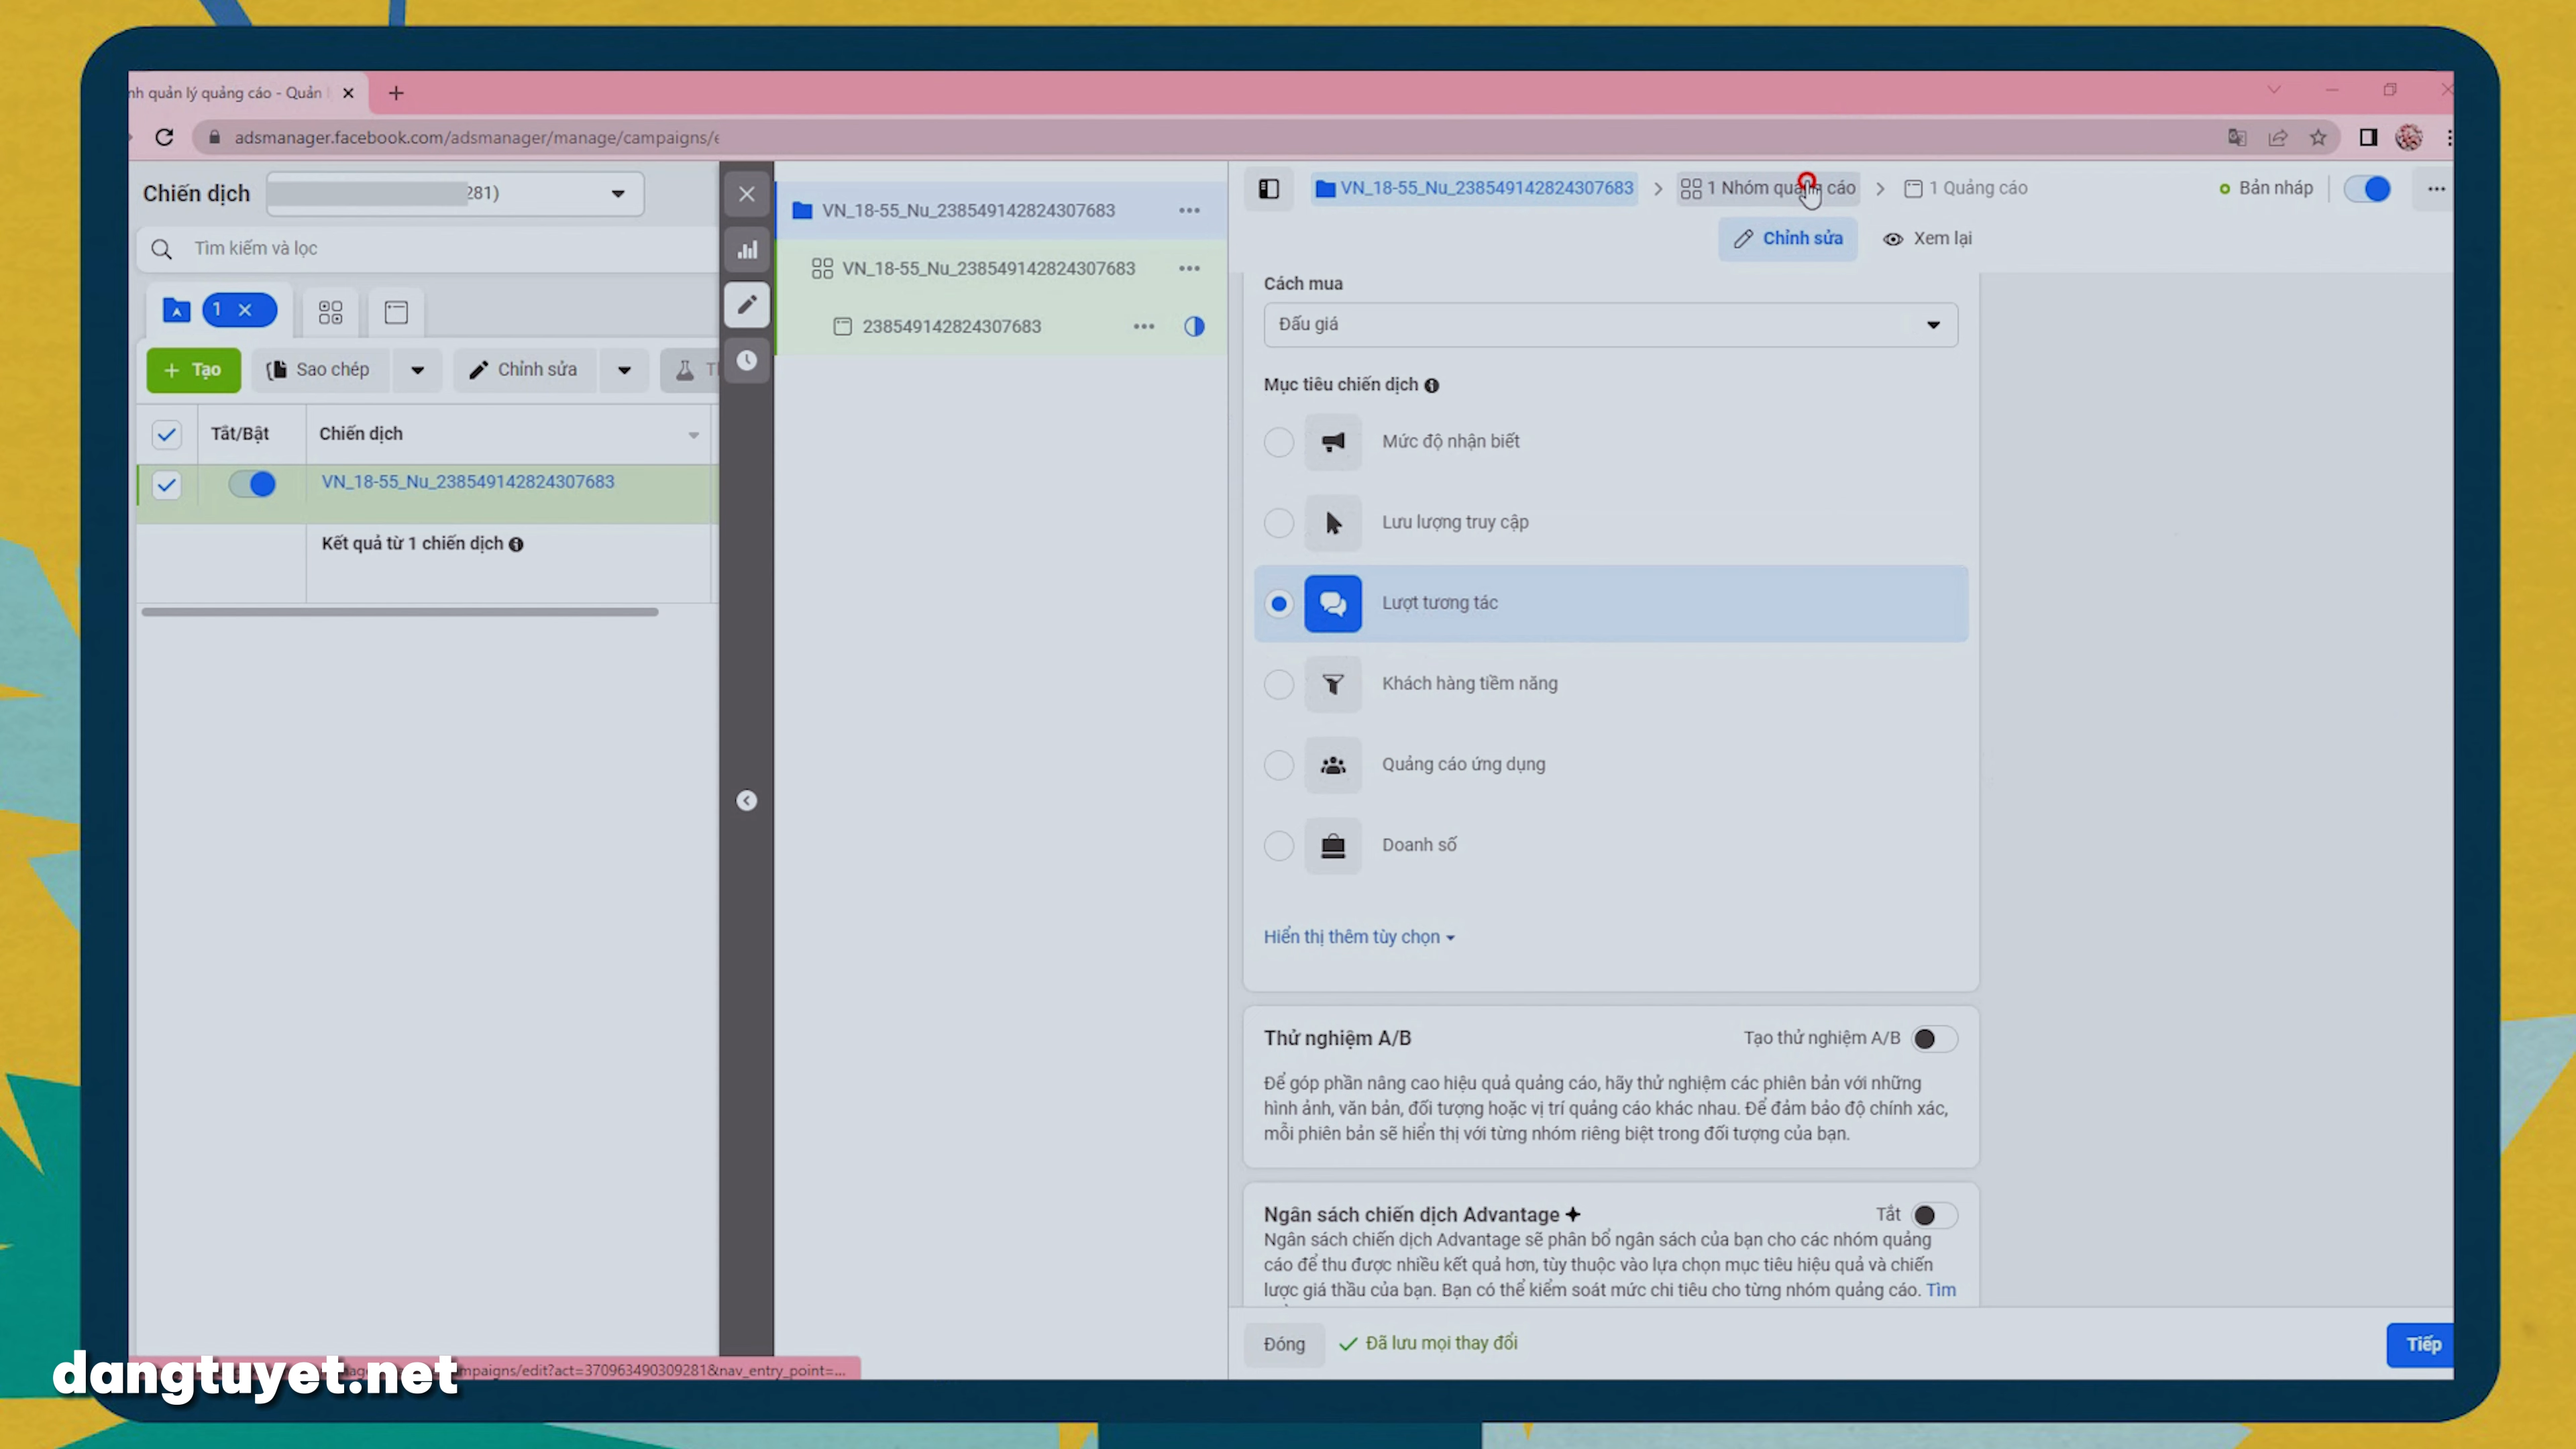 nh quản lý quảng cáo - Quản
adsmanager.facebook.com/adsmanager/manage/campaigns/e
Chiến dịch
281)
Tìm kiếm và lọc
1
Tạo
Sao chép
Chỉnh sửa
Tắt/Bật
Chiến dịch
VN_18-55_Nu_238549142824307683
Kết quả từ 1 chiến dịch
VN_18-55_Nu_238549142824307683
VN_18-55_Nu_238549142824307683
238549142824307683
VN_18-55_Nu_238549142824307683
1 Nhóm quảng cáo
1 Quảng cáo
Bản nháp
Chỉnh sửa
Xem lại
Cách mua
Đấu giá
Mục tiêu chiến dịch
Mức độ nhận biết
Lưu lượng truy cập
Lượt tương tác
Khách hàng tiềm năng
Quảng cáo ứng dụng
Doanh số
Hiển thị thêm tùy chọn
Thử nghiệm A/B
Tạo thử nghiệm A/B
Để góp phần nâng cao hiệu quả quảng cáo, hãy thử nghiệm các phiên bản với những
hình ảnh, văn bản, đối tượng hoặc vị trí quảng cáo khác nhau. Để đảm bảo độ chính xác,
mỗi phiên bản sẽ hiển thị với từng nhóm riêng biệt trong đối tượng của bạn.
Ngân sách chiến dịch Advantage
Tắt
Ngân sách chiến dịch Advantage sẽ phân bổ ngân sách của bạn cho các nhóm quảng
cáo để thu được nhiều kết quả hơn, tùy thuộc vào lựa chọn mục tiêu hiệu quả và chiến
lược giá thầu của bạn. Bạn có thể kiểm soát mức chi tiêu cho từng nhóm quảng cáo. Tìm
Đóng
Đã lưu mọi thay đổi
Tiếp
mpaigns/edit?act=370963490309281&nav_entry_point=...
dangtuyet.net